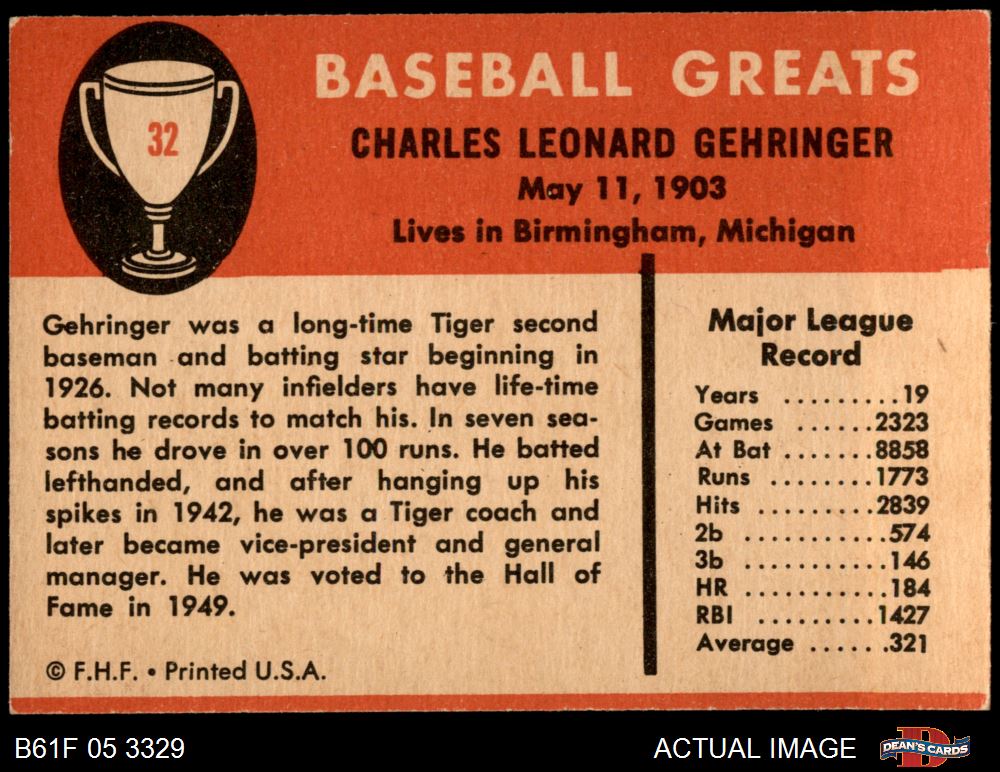 32
BASEBALL GREATS
CHARLES LEONARD GEHRINGER
May 11, 1903
Lives in Birmingham, Michigan
Gehringer was a long-time Tiger second
baseman and batting star beginning in
1926. Not many infielders have life-time
batting records to match his. In seven sea-
sons he drove in over 100 runs. He batted
lefthanded, and after hanging up his
spikes in 1942, he was a Tiger coach and
later became vice-president and general
manager. He was voted to the Hall of
Fame in 1949.
© F.H.F. • Printed U.S.A.
Major League
Record
Years .........19
Games ......2323
At Bat .......8858
Runs ........1773
Hits .........2839
2b ..........574
3b ..........146
HR ..........184
RBI ..........1427
Average ......321
B61F 05 3329
ACTUAL IMAGE
D
DEAN'S CARDS